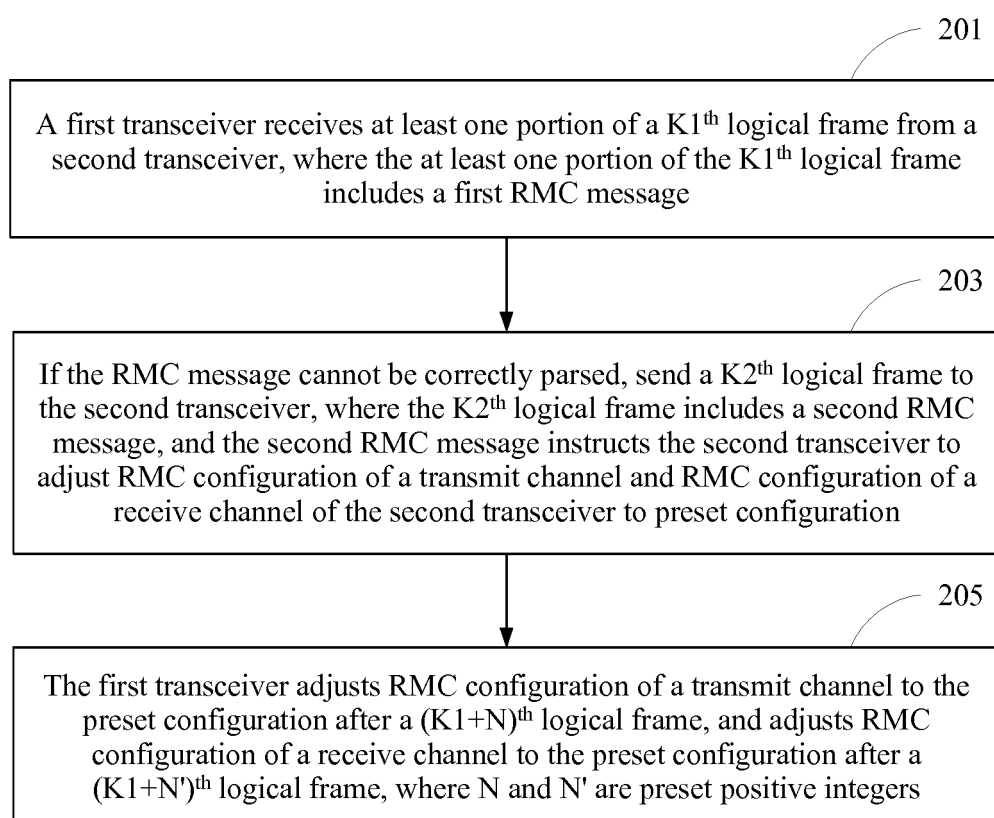 201
A first transceiver receives at least one portion of a K1th logical frame from a
second transceiver, where the at least one portion of the K1th logical frame
includes a first RMC message
203
If the RMC message cannot be correctly parsed, send a K2th logical frame to
the second transceiver, where the K2th logical frame includes a second RMC
message, and the second RMC message instructs the second transceiver to
adjust RMC configuration of a transmit channel and RMC configuration of a
receive channel of the second transceiver to preset configuration
205
The first transceiver adjusts RMC configuration of a transmit channel to the
preset configuration after a (K1+N)th logical frame, and adjusts RMC
configuration of a receive channel to the preset configuration after a
(K1+N')th logical frame, where N and N' are preset positive integers